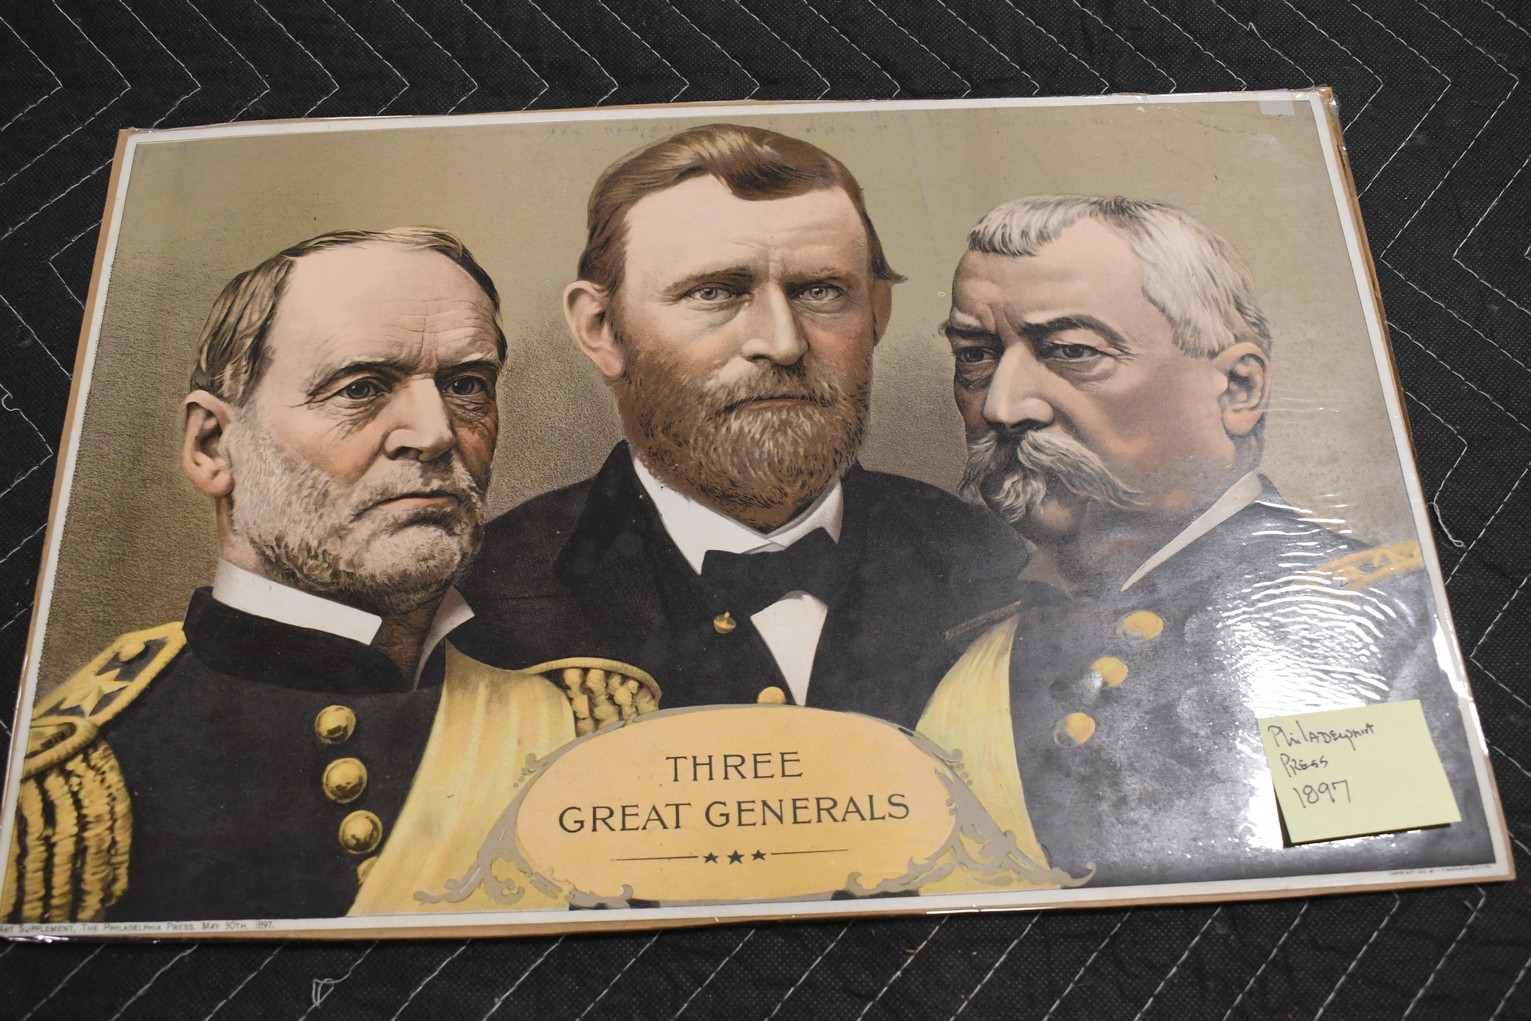 THREE
GREAT GENERALS
PHILADELPHIA
PRESS
1897
ART SUPPLEMENT, THE PHILADELPHIA PRESS, MAY 30TH, 1897.